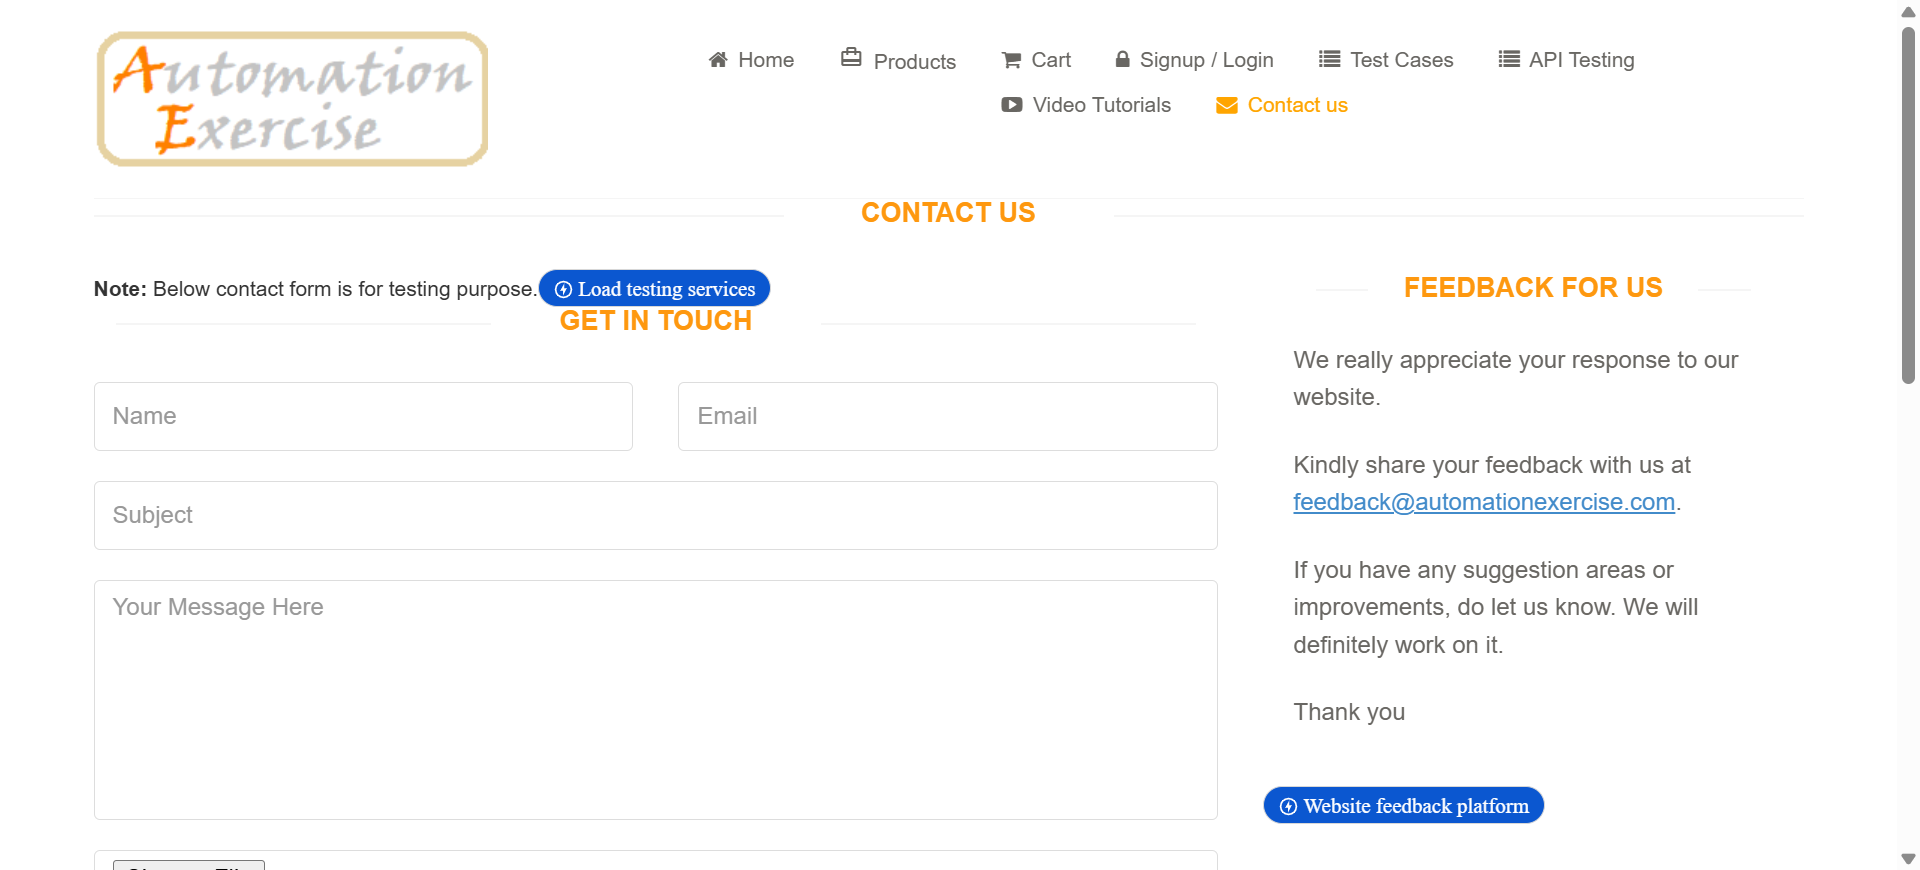 Automation
Exercise
Home
Products
Cart
Signup / Login
Test Cases
API Testing
Video Tutorials
Contact us
CONTACT US
Note: Below contact form is for testing purpose.
Load testing services
GET IN TOUCH
Name
Email
Subject
Your Message Here
FEEDBACK FOR US
We really appreciate your response to our
website.
Kindly share your feedback with us at
feedback@automationexercise.com.
If you have any suggestion areas or
improvements, do let us know. We will
definitely work on it.
Thank you
Website feedback platform